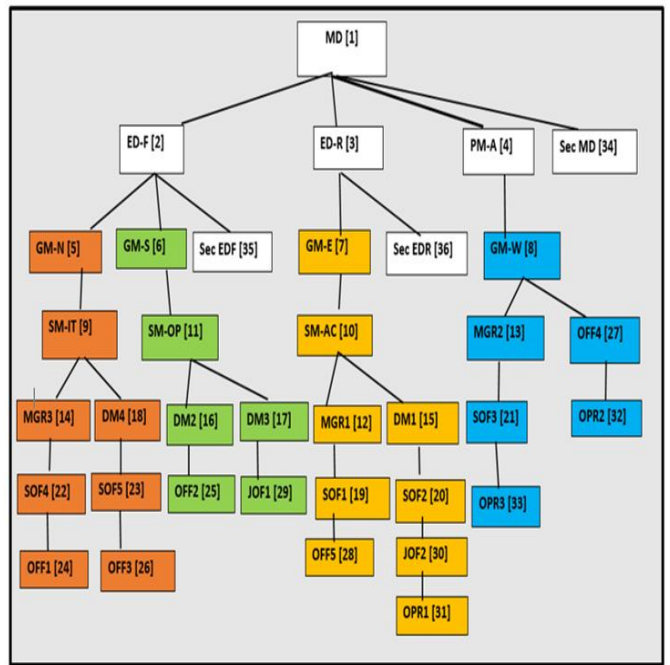 MD [1]
ED-F [2]
ED-R [3]
PM-A [4]
Sec MD [34]
GM-N [5]
GM-S [6]
Sec EDF [35]
GM-E [7]
Sec EDR [36]
GM-W [8]
SM-IT [9]
SM-OP [11]
SM-AC [10]
MGR2 [13]
OFF4 [27]
MGR3 [14]
DM4 [18]
DM2 [16]
DM3 [17]
MGR1 [12]
DM1 [15]
SOF3 [21]
OPR2 [32]
SOF4 [22]
SOF5 [23]
OFF2 [25]
JOF1 [29]
SOF1 [19]
SOF2 [20]
OPR3 [33]
OFF1 [24]
OFF3 [26]
OFF5 [28]
JOF2 [30]
OPR1 [31]